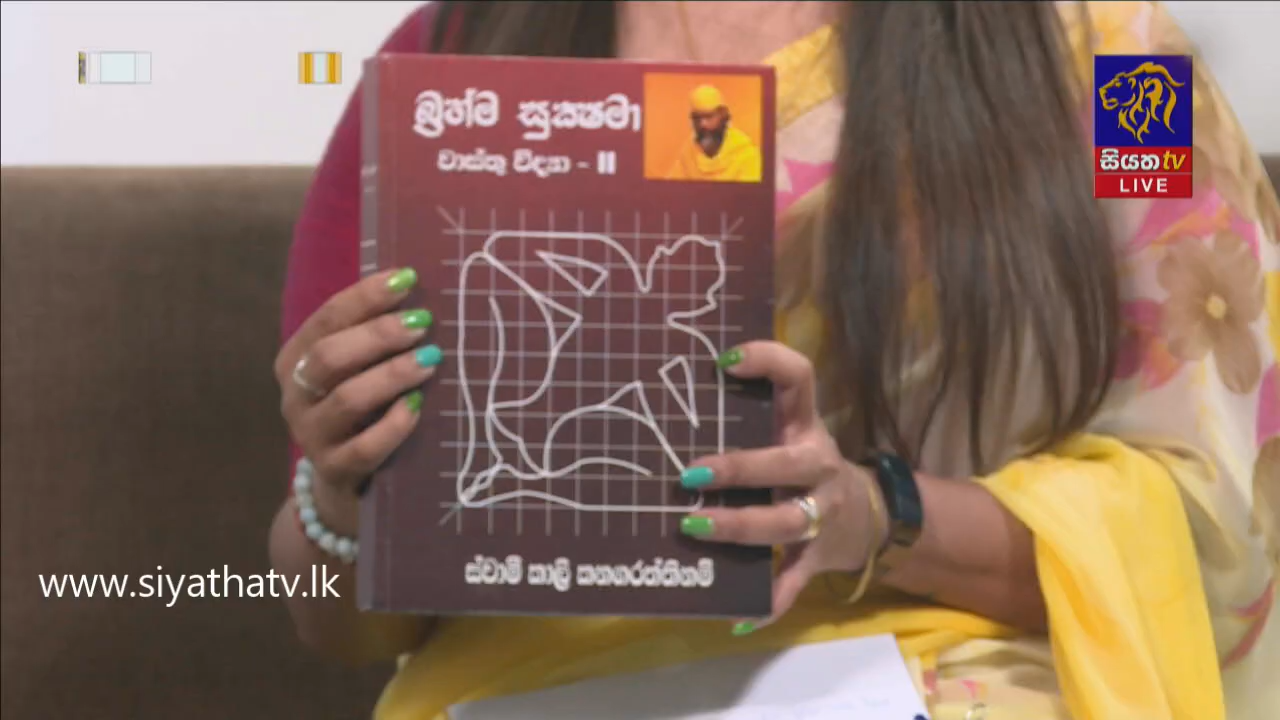 බ්‍රහ්ම සුක්‍ෂමා
වාස්තු විද්‍යා - II
සියත tv
LIVE
www.siyathatv.lk
ස්වාමි කාලි කනගරත්තිනම්